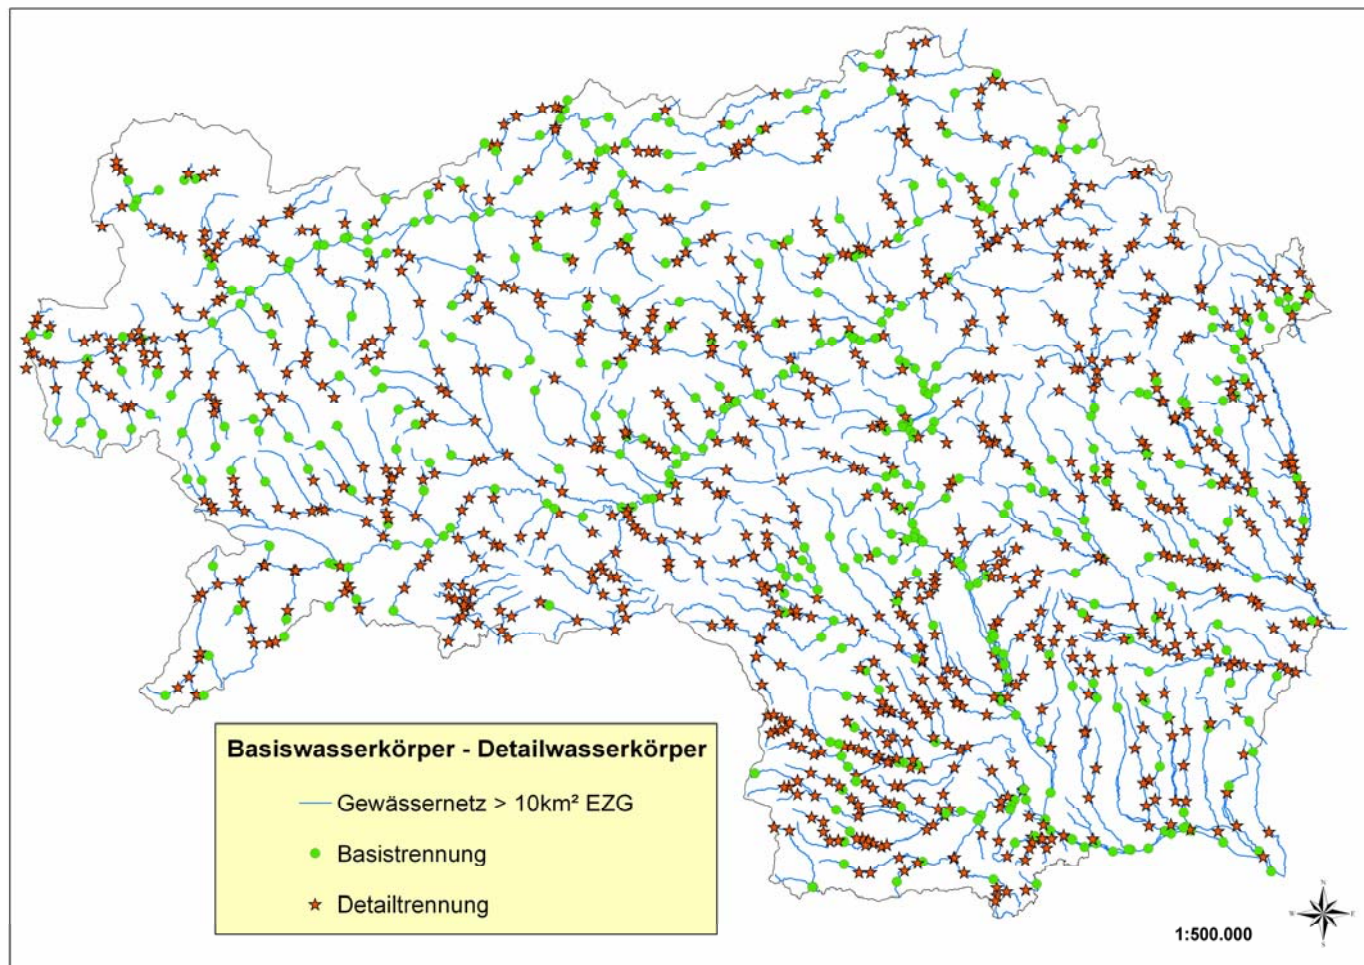 Basiswasserkörper - Detailwasserkörper
Gewässernetz > 10km² EZG
Basistrennung
Detailtrennung
1:500.000
N
W
E
S